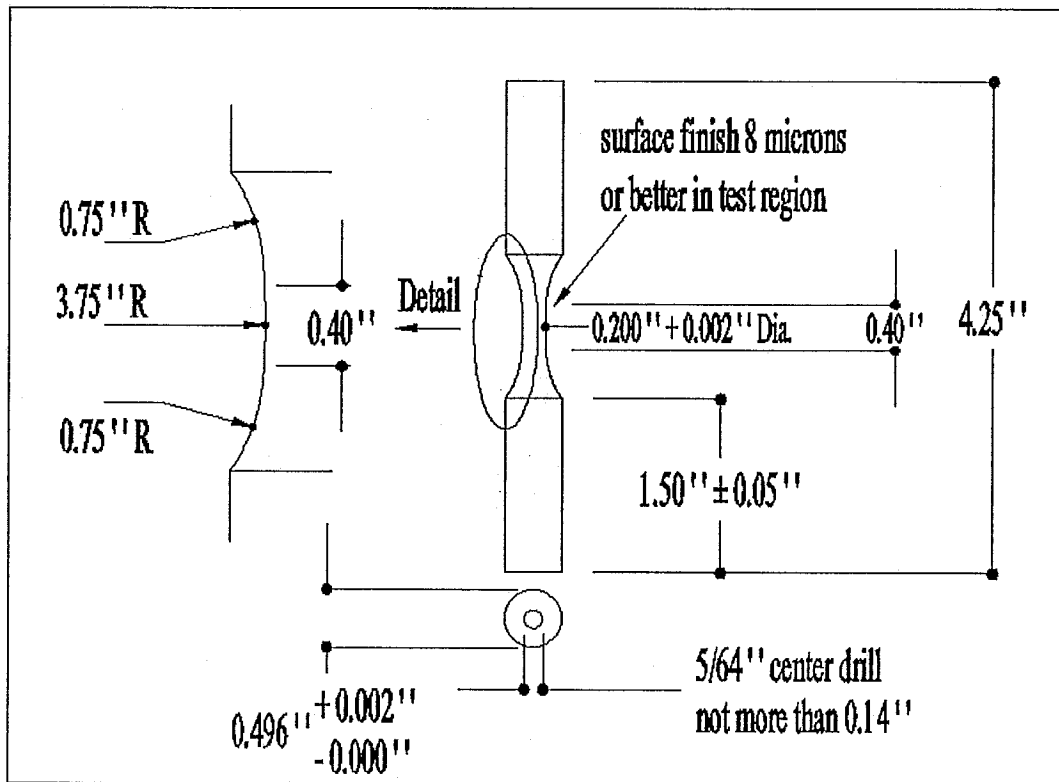 surface finish 8 microns
or better in test region
0.75" R
3.75" R
0.40"
Detail
0.200" + 0.002" Dia.
0.40"
4.25"
0.75" R
1.50" ± 0.05"
5/64" center drill
not more than 0.14"
0.496" + 0.002"
- 0.000"